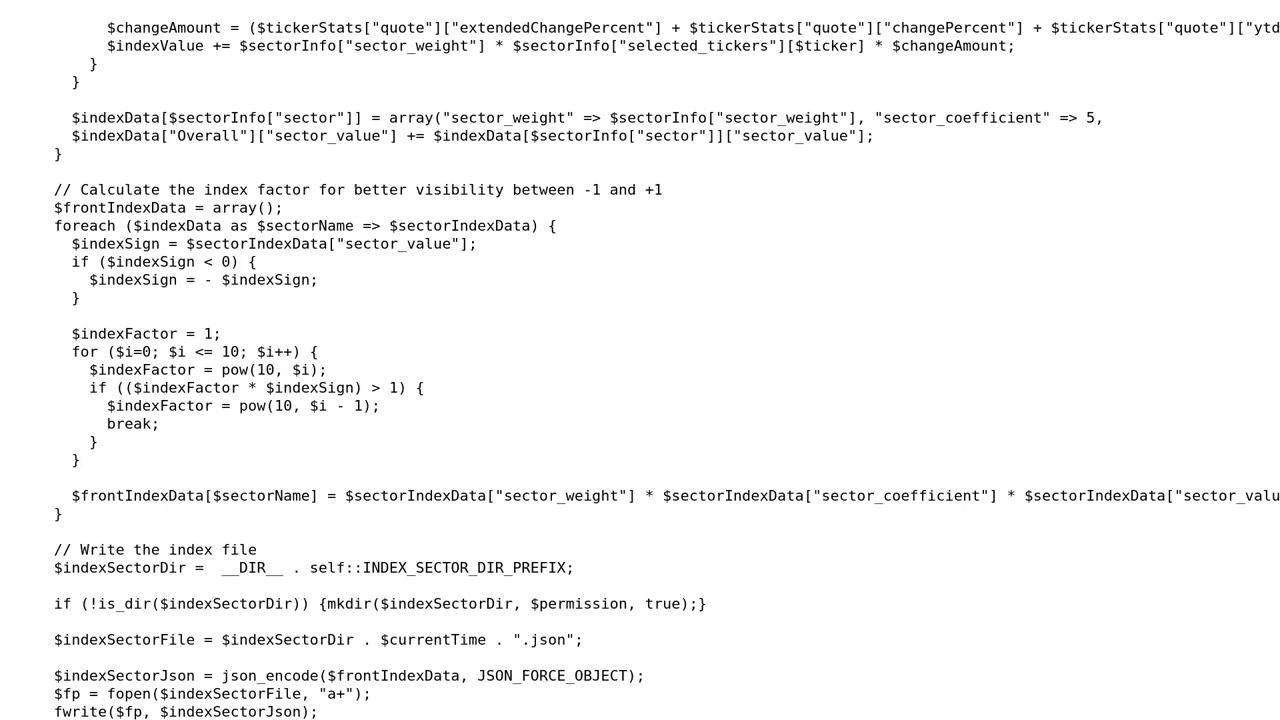 $changeAmount = ($tickerStats["quote"]["extendedChangePercent"] + $tickerStats["quote"]["changePercent"] + $tickerStats["quote"]["ytd
$indexValue += $sectorInfo["sector_weight"] * $sectorInfo["selected_tickers"][$ticker] * $changeAmount;
}
}
$indexData[$sectorInfo["sector"]] = array("sector_weight" => $sectorInfo["sector_weight"], "sector_coefficient" => 5,
$indexData["Overall"]["sector_value"] += $indexData[$sectorInfo["sector"]]["sector_value"];
}
// Calculate the index factor for better visibility between -1 and +1
$frontIndexData = array();
foreach ($indexData as $sectorName => $sectorIndexData) {
$indexSign = $sectorIndexData["sector_value"];
if ($indexSign < 0) {
$indexSign = - $indexSign;
}
$indexFactor = 1;
for ($i=0; $i <= 10; $i++) {
$indexFactor = pow(10, $i);
if (($indexFactor * $indexSign) > 1) {
$indexFactor = pow(10, $i - 1);
break;
}
}
$frontIndexData[$sectorName] = $sectorIndexData["sector_weight"] * $sectorIndexData["sector_coefficient"] * $sectorIndexData["sector_valu
}
// Write the index file
$indexSectorDir =  __DIR__ . self::INDEX_SECTOR_DIR_PREFIX;
if (!is_dir($indexSectorDir)) {mkdir($indexSectorDir, $permission, true);}
$indexSectorFile = $indexSectorDir . $currentTime . ".json";
$indexSectorJson = json_encode($frontIndexData, JSON_FORCE_OBJECT);
$fp = fopen($indexSectorFile, "a+");
fwrite($fp, $indexSectorJson);